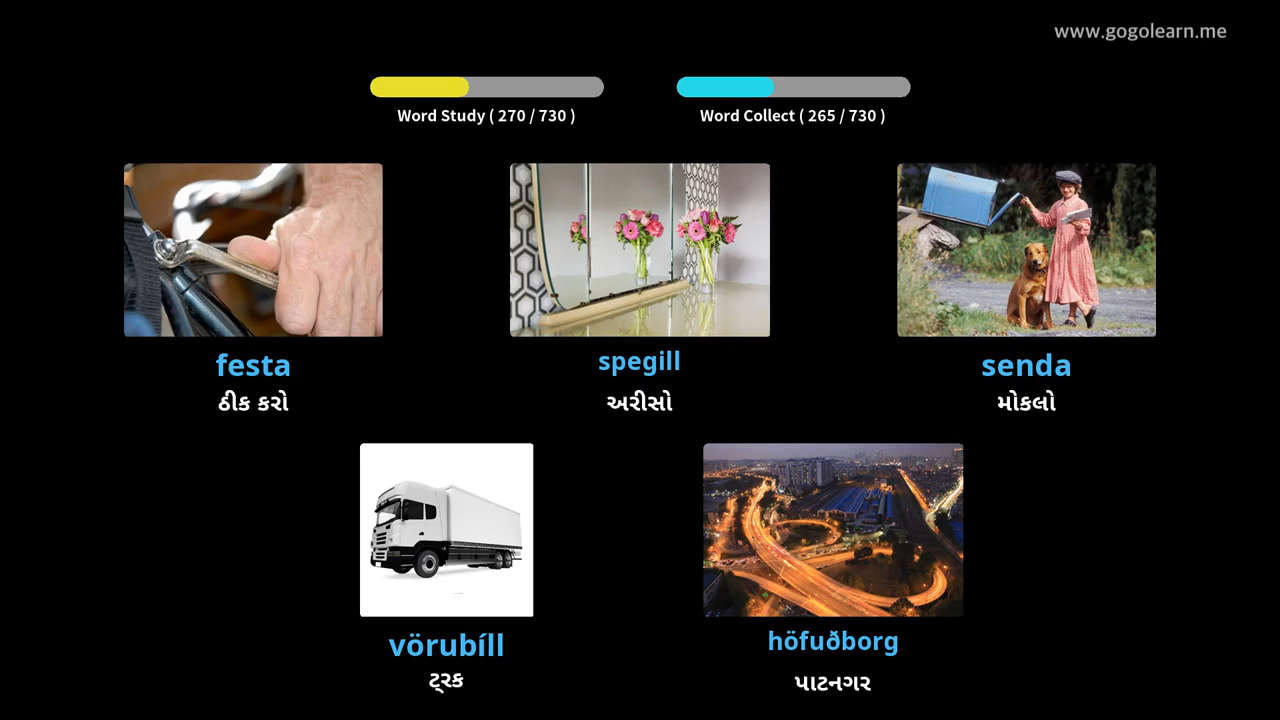 www.gogolearn.me
Word Study ( 270 / 730 )
Word Collect ( 265 / 730 )
festa
ઠીક કરો
spegill
અરીસો
senda
મોકલો
vörubíll
ટ્રક
höfuðborg
પાટનગર